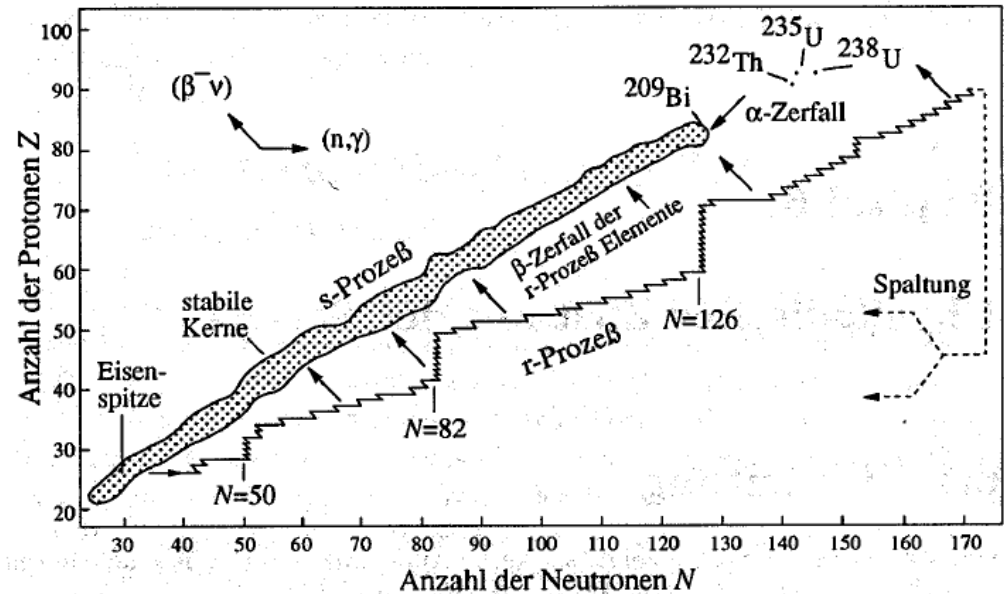 Anzahl der Protonen Z
100
90
80
70
60
50
40
30
20
(β⁻ν)
(n,γ)
²³⁵U
²³²Th
²³⁸U
²⁰⁹Bi
α-Zerfall
s-Prozeß
β-Zerfall der
r-Prozeß Elemente
stabile
Kerne
Eisen-
spitze
r-Prozeß
Spaltung
N=126
N=82
N=50
30
40
50
60
70
80
90
100
110
120
130
140
150
160
170
Anzahl der Neutronen N